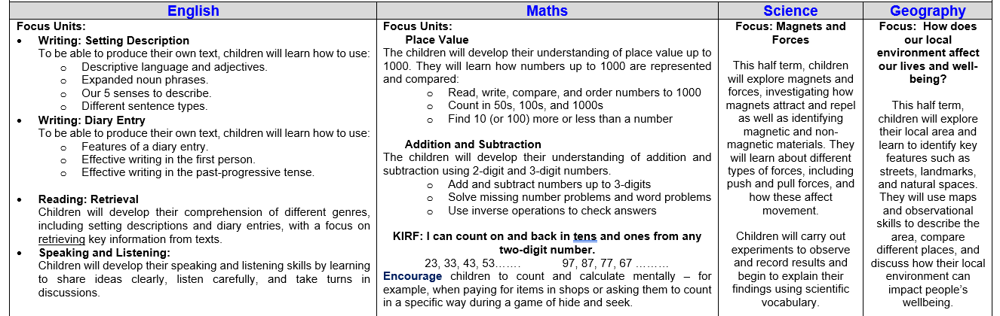 English
Focus Units:
• Writing: Setting Description
To be able to produce their own text, children will learn how to use:
o Descriptive language and adjectives.
o Expanded noun phrases.
o Our 5 senses to describe.
o Different sentence types.
• Writing: Diary Entry
To be able to produce their own text, children will learn how to use:
o Features of a diary entry.
o Effective writing in the first person.
o Effective writing in the past-progressive tense.
• Reading: Retrieval
Children will develop their comprehension of different genres,
including setting descriptions and diary entries, with a focus on
retrieving key information from texts.
• Speaking and Listening:
Children will develop their speaking and listening skills by learning
to share ideas clearly, listen carefully, and take turns in
discussions.
Maths
Focus Units:
Place Value
The children will develop their understanding of place value up to
1000. They will learn how numbers up to 1000 are represented
and compared:
o Read, write, compare, and order numbers to 1000
o Count in 50s, 100s, and 1000s
o Find 10 (or 100) more or less than a number
Addition and Subtraction
The children will develop their understanding of addition and
subtraction using 2-digit and 3-digit numbers.
o Add and subtract numbers up to 3-digits
o Solve missing number problems and word problems
o Use inverse operations to check answers
KIRF: I can count on and back in tens and ones from any
two-digit number.
23, 33, 43, 53……. 97, 87, 77, 67 ………
Encourage children to count and calculate mentally – for
example, when paying for items in shops or asking them to count
in a specific way during a game of hide and seek.
Science
Focus: Magnets and
Forces
This half term, children
will explore magnets and
forces, investigating how
magnets attract and repel
as well as identifying
magnetic and non-
magnetic materials. They
will learn about different
types of forces, including
push and pull forces, and
how these affect
movement.
Children will carry out
experiments to observe
and record results and
begin to explain their
findings using scientific
vocabulary.
Geography
Focus: How does
our local
environment affect
our lives and well-
being?
This half term,
children will explore
their local area and
learn to identify key
features such as
streets, landmarks,
and natural spaces.
They will use maps
and observational
skills to describe the
area, compare
different places, and
discuss how their local
environment can
impact people's
wellbeing.